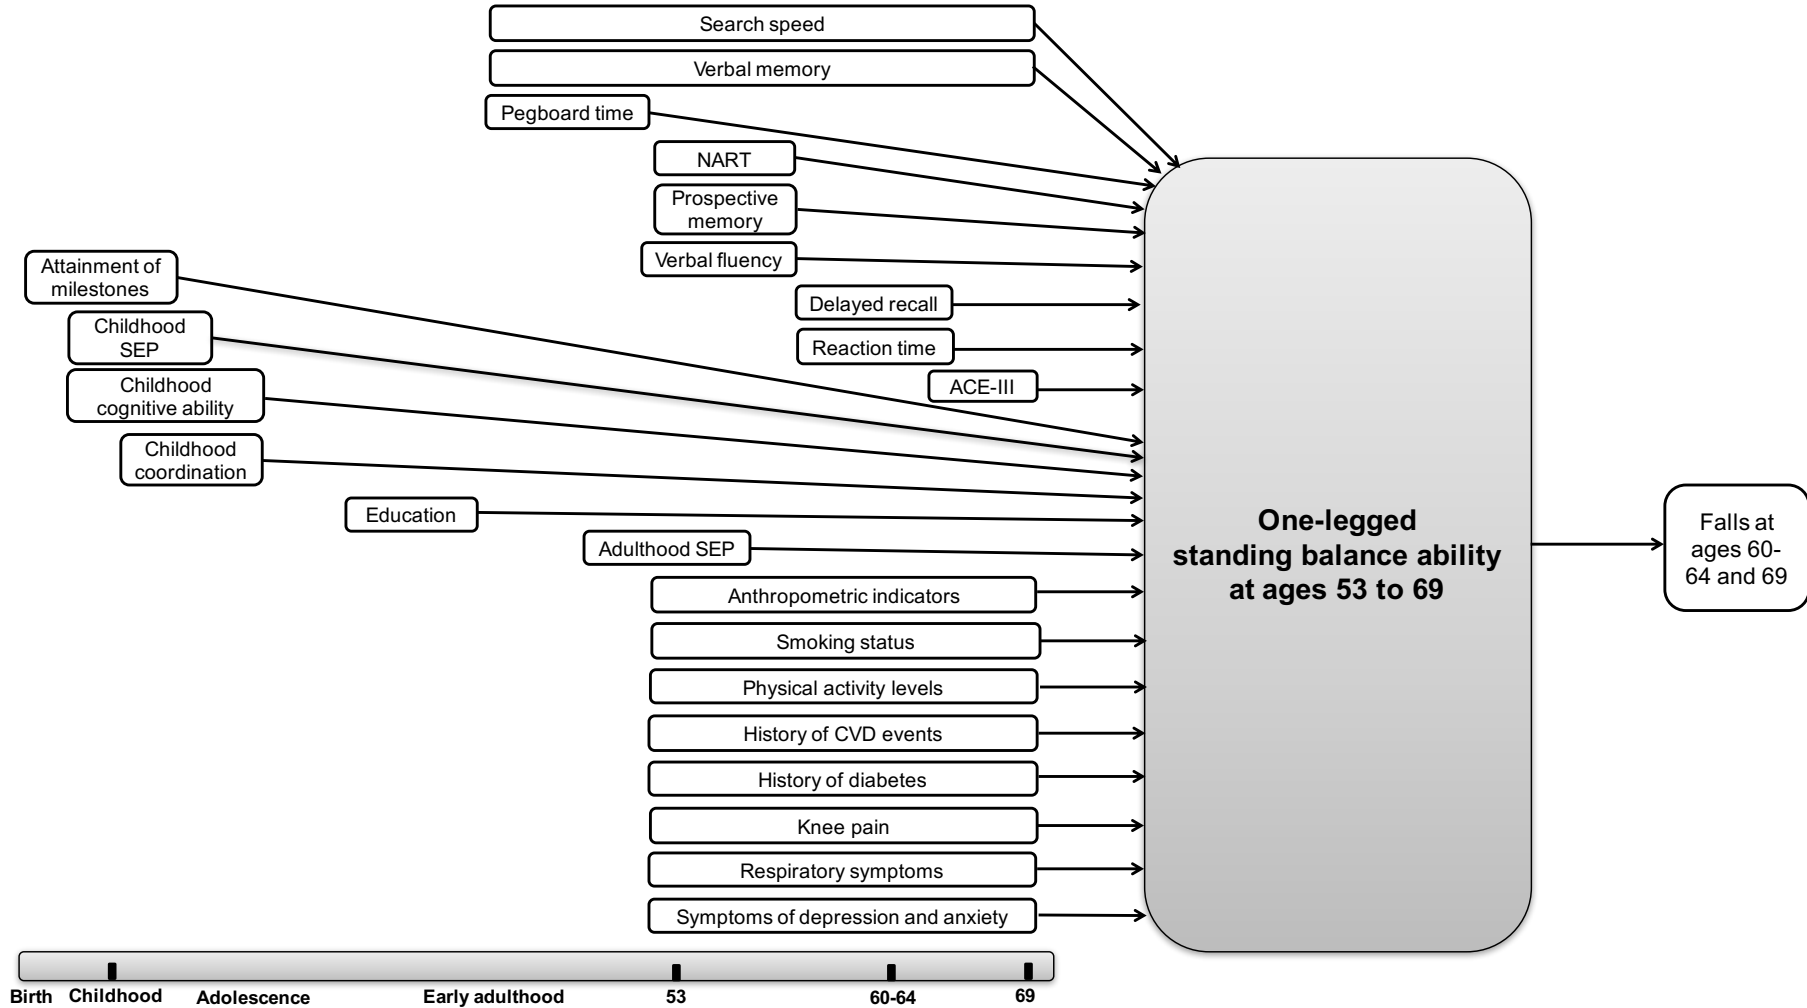 Search speed
Verbal memory
Pegboard time
NART
Prospective
memory
Verbal fluency
Attainment of
milestones
Delayed recall
Childhood
SEP
Reaction time
Childhood
cognitive ability
ACE-III
Childhood
coordination
Education
Adulthood SEP
Anthropometric indicators
Smoking status
Physical activity levels
History of CVD events
History of diabetes
Knee pain
Respiratory symptoms
Symptoms of depression and anxiety
One-legged
standing balance ability
at ages 53 to 69
Falls at
ages 60-
64 and 69
Birth Childhood Adolescence Early adulthood 53 60-64 69